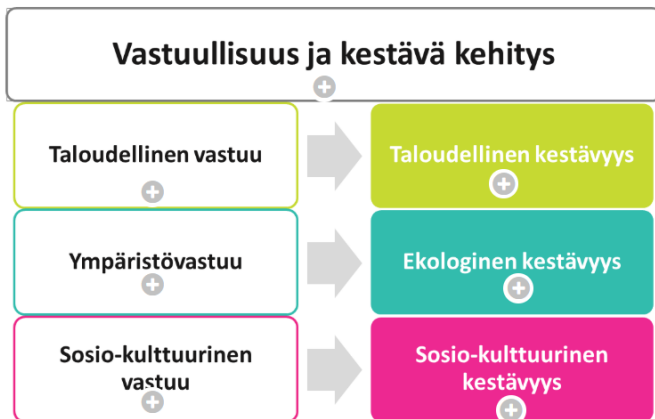 Vastuullisuus ja kestävä kehitys
Taloudellinen vastuu
Taloudellinen kestävyys
Ympäristövastuu
Ekologinen kestävyys
Sosio-kulttuurinen
vastuu
Sosio-kulttuurinen
kestävyys